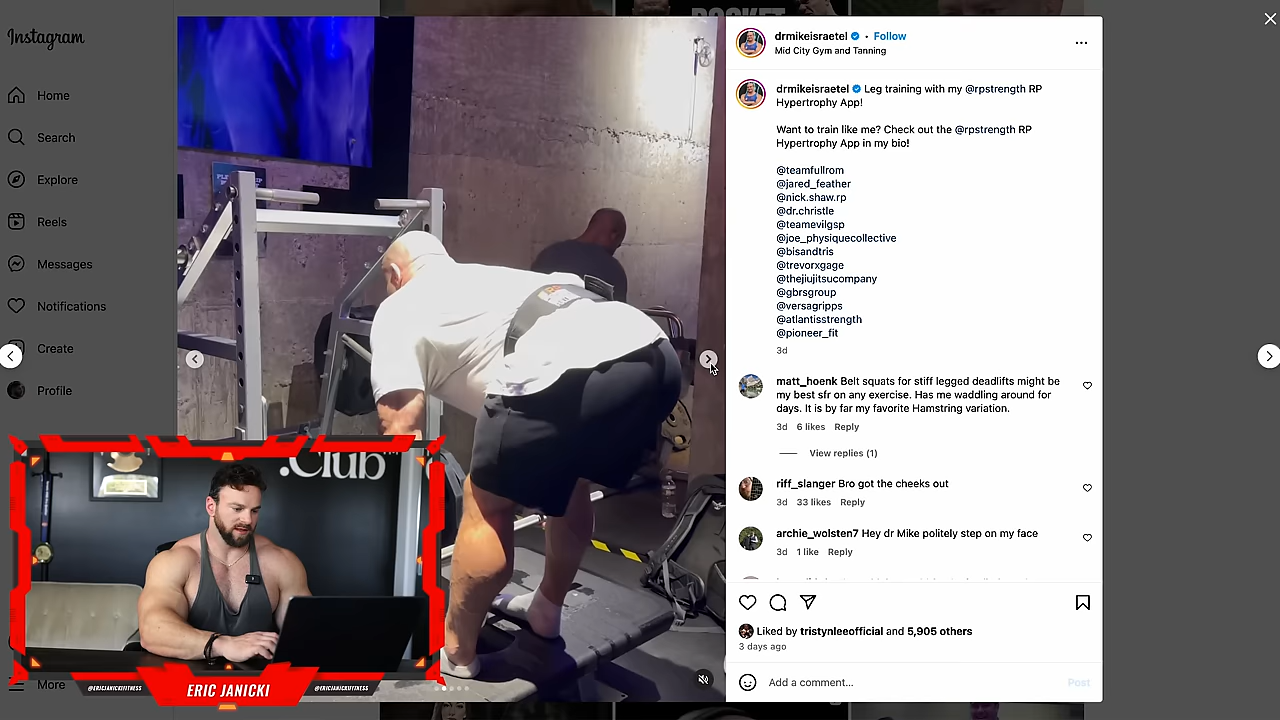 ROCKET
Instagram
Home
Search
Explore
Reels
Messages
Notifications
Create
Profile
More
.Club™
@ERICJANICKIFITNESS
ERIC JANICKI
@ERICJANICKIFITNESS
drmikeisraetel • Follow
Mid City Gym and Tanning
drmikeisraetel Leg training with my @rpstrength RP
Hypertrophy App!
Want to train like me? Check out the @rpstrength RP
Hypertrophy App in my bio!
@teamfullrom
@jared_feather
@nick.shaw.rp
@dr.christle
@teamevilgsp
@joe_physiquecollective
@bisandtris
@trevorxgage
@thejiujitsucompany
@gbrsgroup
@versagripps
@atlantisstrength
@pioneer_fit
3d
matt_hoenk Belt squats for stiff legged deadlifts might be
my best sfr on any exercise. Has me waddling around for
days. It is by far my favorite Hamstring variation.
3d 6 likes Reply
View replies (1)
riff_slanger Bro got the cheeks out
3d 33 likes Reply
archie_wolsten7 Hey dr Mike politely step on my face
3d 1 like Reply
Liked by tristynleeofficial and 5,905 others
3 days ago
Add a comment...
Post